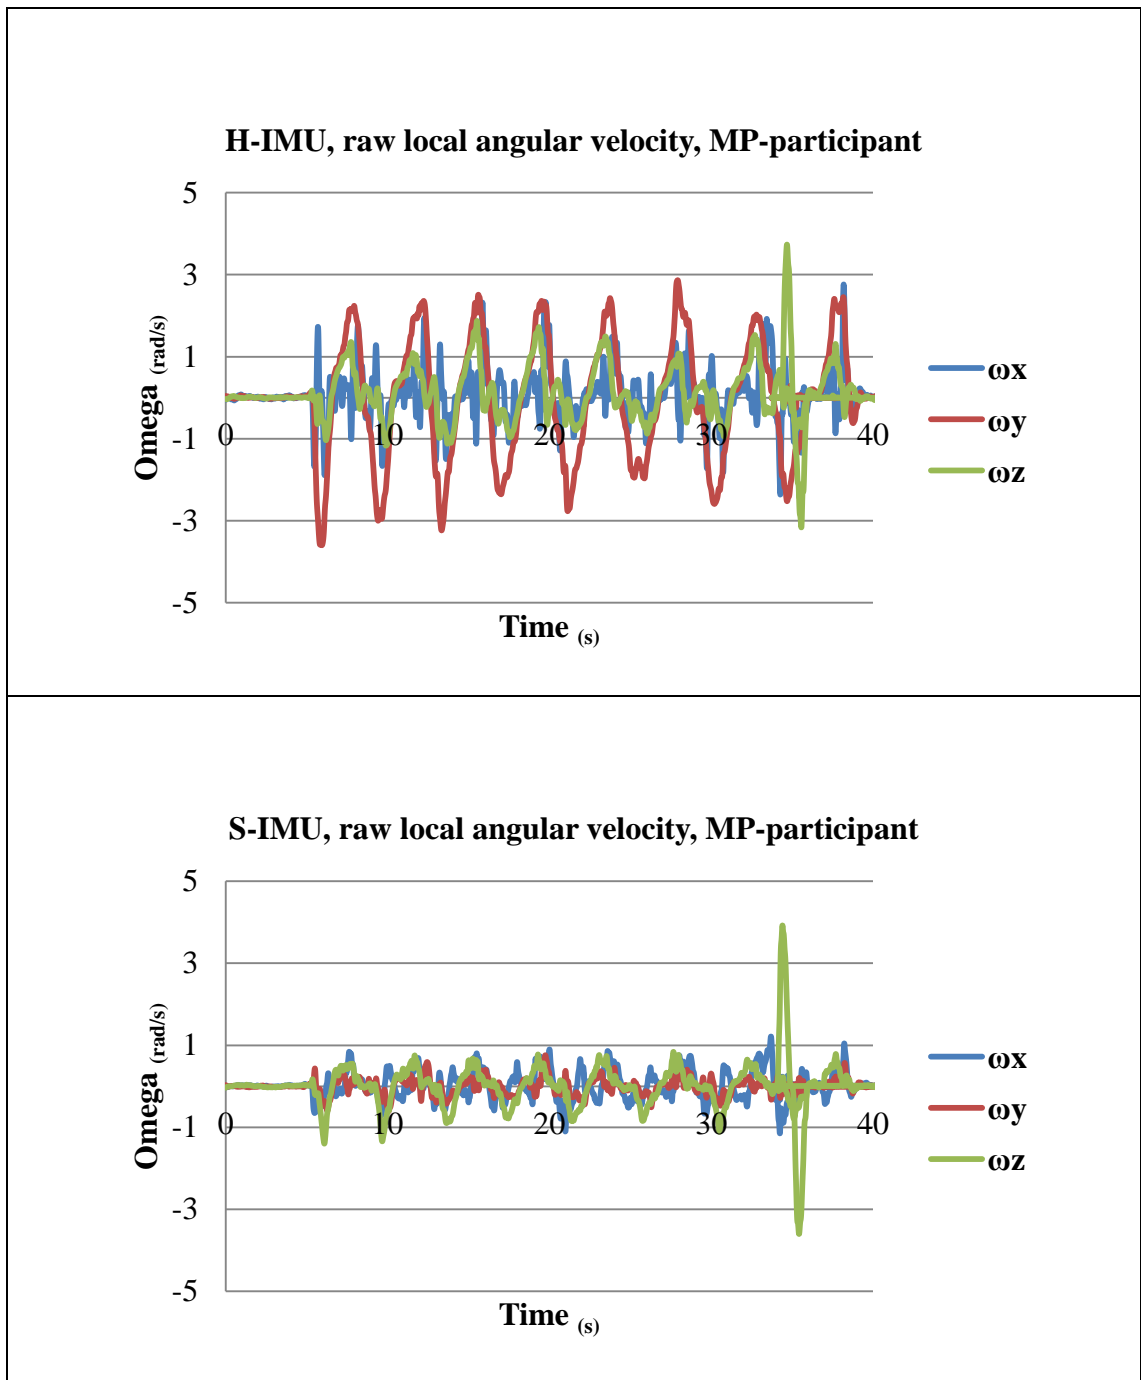 H-IMU, raw local angular velocity, MP-participant
5
3
1
-1
-3
-5
0
10
20
30
40
Omega (rad/s)
Time (s)
ωx
ωy
ωz
S-IMU, raw local angular velocity, MP-participant
5
3
1
-1
-3
-5
0
10
20
30
40
Omega (rad/s)
Time (s)
ωx
ωy
ωz